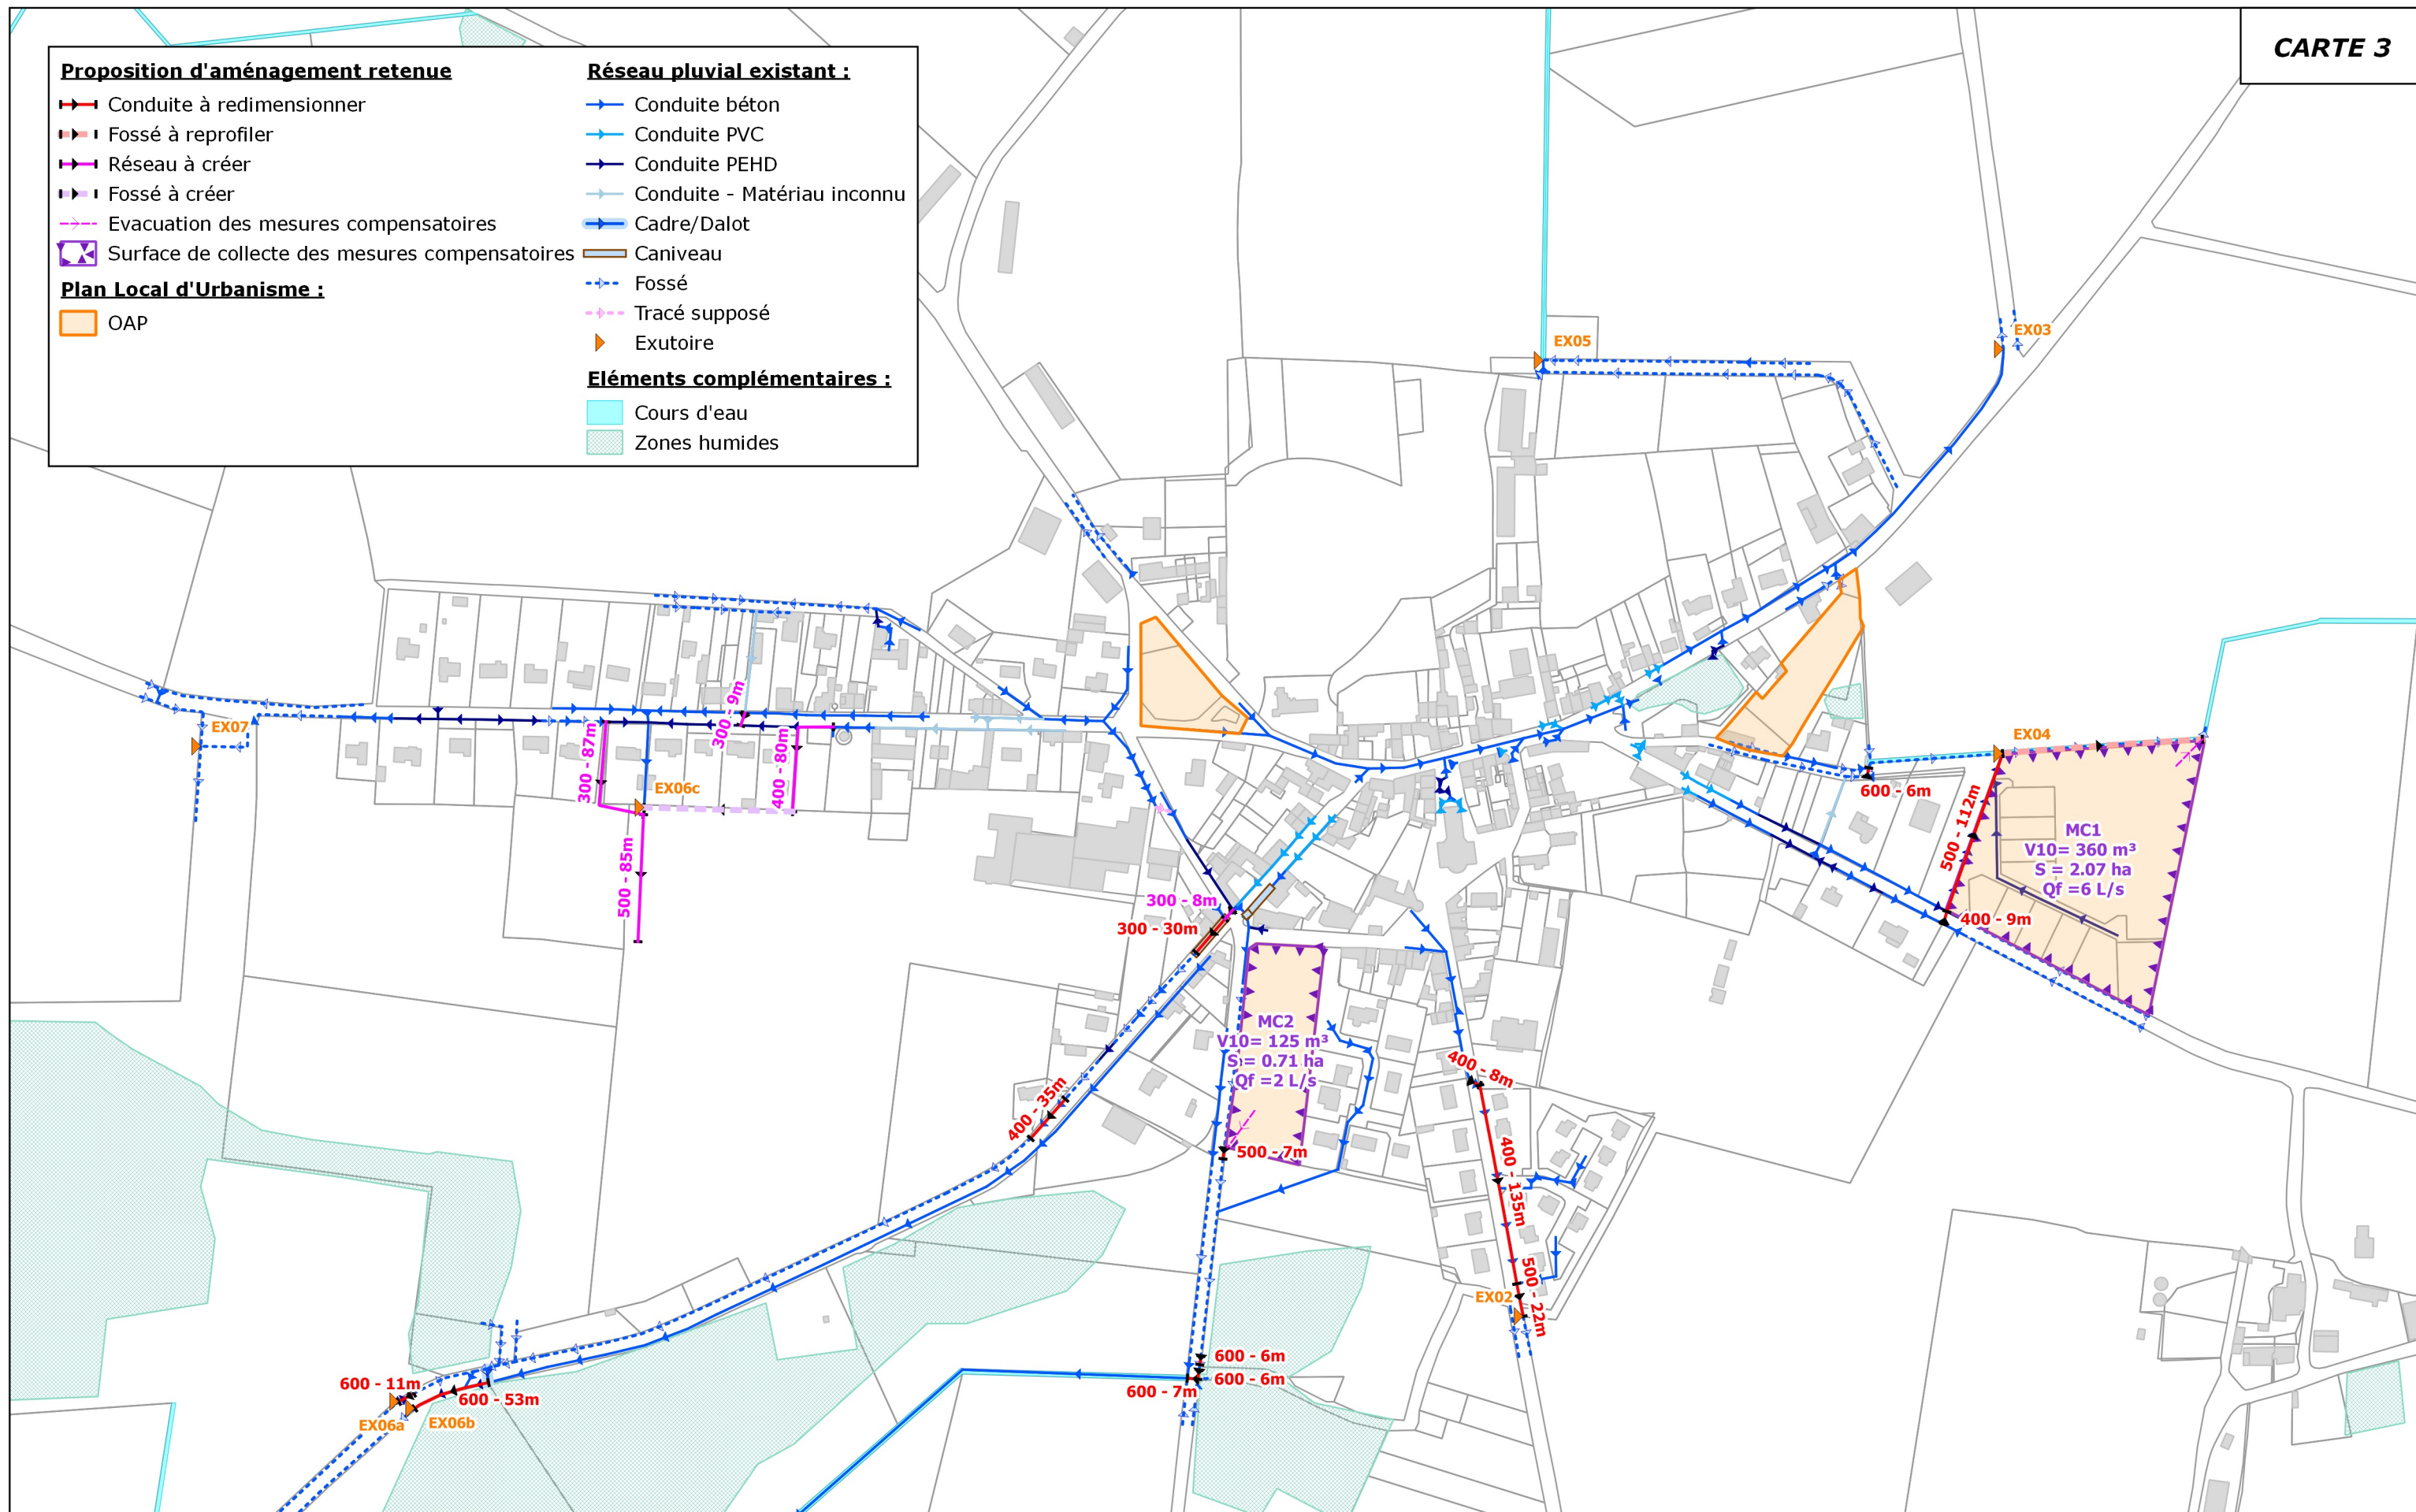 CARTE 3
Proposition d'aménagement retenue
Conduite à redimensionner
Fossé à reprofiler
Réseau à créer
Fossé à créer
Evacuation des mesures compensatoires
Surface de collecte des mesures compensatoires
Plan Local d'Urbanisme :
OAP
Réseau pluvial existant :
Conduite béton
Conduite PVC
Conduite PEHD
Conduite - Matériau inconnu
Cadre/Dalot
Caniveau
Fossé
Tracé supposé
Exutoire
Eléments complémentaires :
Cours d'eau
Zones humides
EX03
EX05
EX07
300 - 9m
300 - 87m
400 - 80m
EX06c
500 - 85m
EX04
600 - 6m
500 - 112m
MC1
V10= 360 m³
S = 2.07 ha
Qf =6 L/s
400 - 9m
300 - 8m
300 - 30m
MC2
V10= 125 m³
S = 0.71 ha
Qf =2 L/s
400 - 35m
400 - 8m
500 - 7m
400 - 135m
500 - 22m
EX02
600 - 6m
600 - 6m
600 - 7m
600 - 11m
600 - 53m
EX06a
EX06b